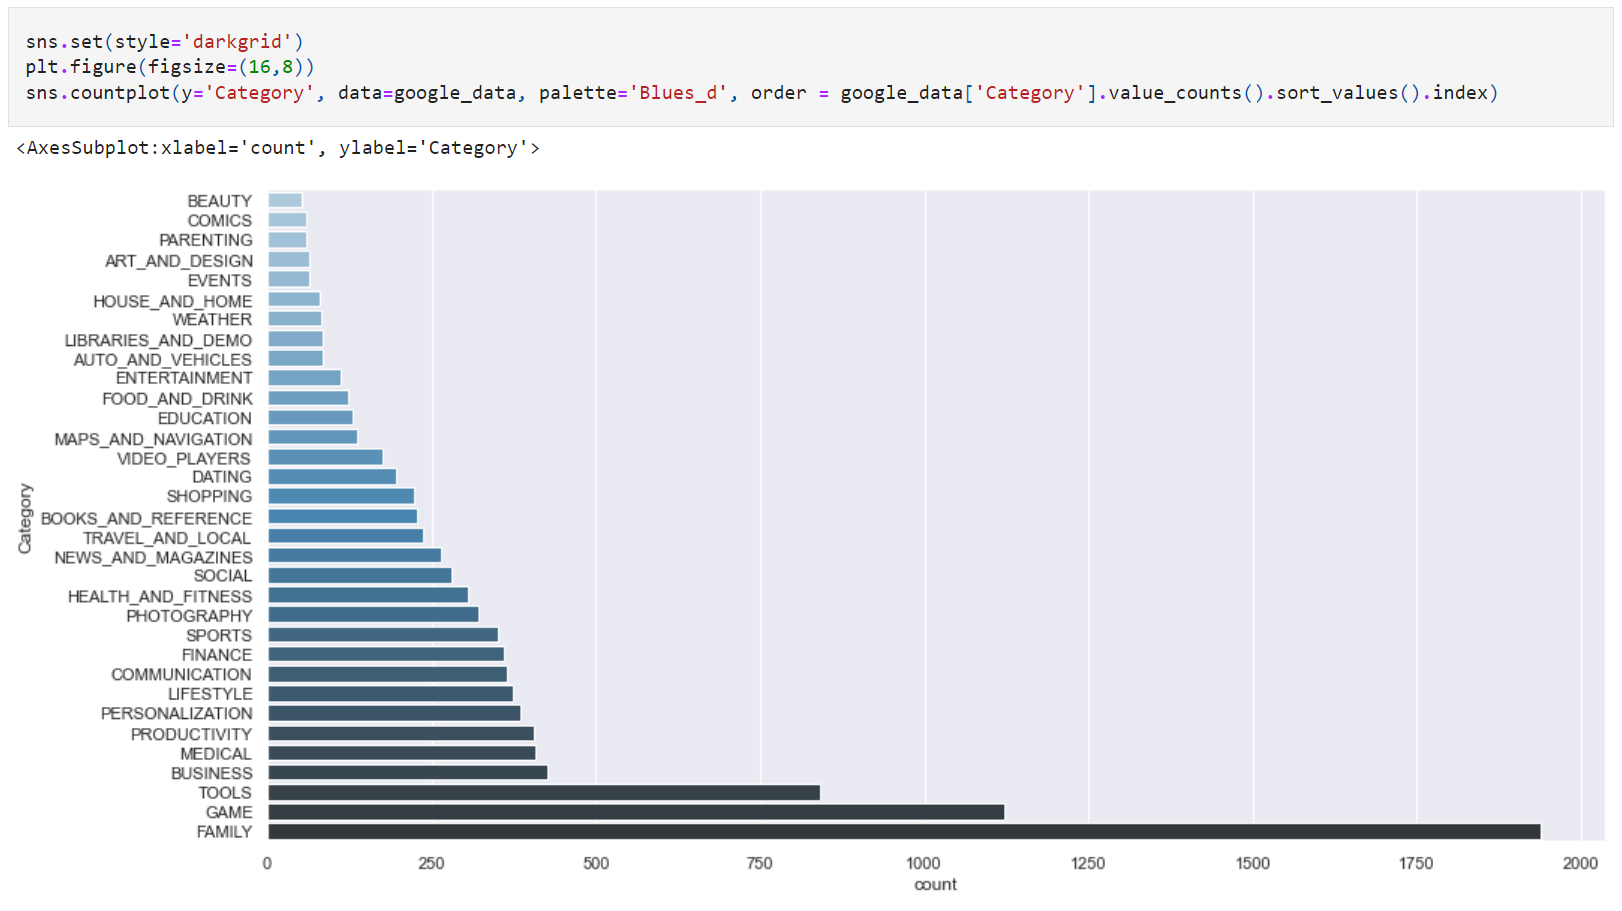 sns.set(style='darkgrid')
plt.figure(figsize=(16,8))
sns.countplot(y='Category', data=google_data, palette='Blues_d', order = google_data['Category'].value_counts().sort_values().index)
<AxesSubplot:xlabel='count', ylabel='Category'>
BEAUTY
COMICS
PARENTING
ART_AND_DESIGN
EVENTS
HOUSE_AND_HOME
WEATHER
LIBRARIES_AND_DEMO
AUTO_AND_VEHICLES
ENTERTAINMENT
FOOD_AND_DRINK
EDUCATION
MAPS_AND_NAVIGATION
VIDEO_PLAYERS
DATING
SHOPPING
BOOKS_AND_REFERENCE
TRAVEL_AND_LOCAL
NEWS_AND_MAGAZINES
SOCIAL
HEALTH_AND_FITNESS
PHOTOGRAPHY
SPORTS
FINANCE
COMMUNICATION
LIFESTYLE
PERSONALIZATION
PRODUCTIVITY
MEDICAL
BUSINESS
TOOLS
GAME
FAMILY
Category
0 250 500 750 1000 1250 1500 1750 2000
count